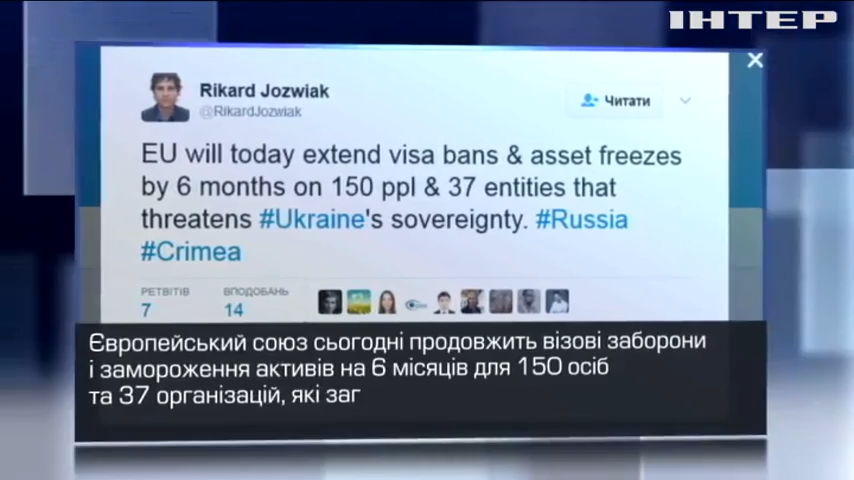 ІНТЕР
Rikard Jozwiak
@RikardJozwiak
Читати
EU will today extend visa bans & asset freezes
by 6 months on 150 ppl & 37 entities that
threatens #Ukraine's sovereignty. #Russia
#Crimea
РЕТВІТІВ
ВПОДОБАНЬ
7
14
Європейський союз сьогодні продовжить візові заборони
і замороження активів на 6 місяців для 150 осіб
та 37 організацій, які заг